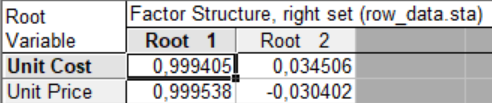 Root Factor Structure, right set (row_data.sta)
Variable Root 1 Root 2
Unit Cost 0,999405 0,034506
Unit Price 0,999538 -0,030402